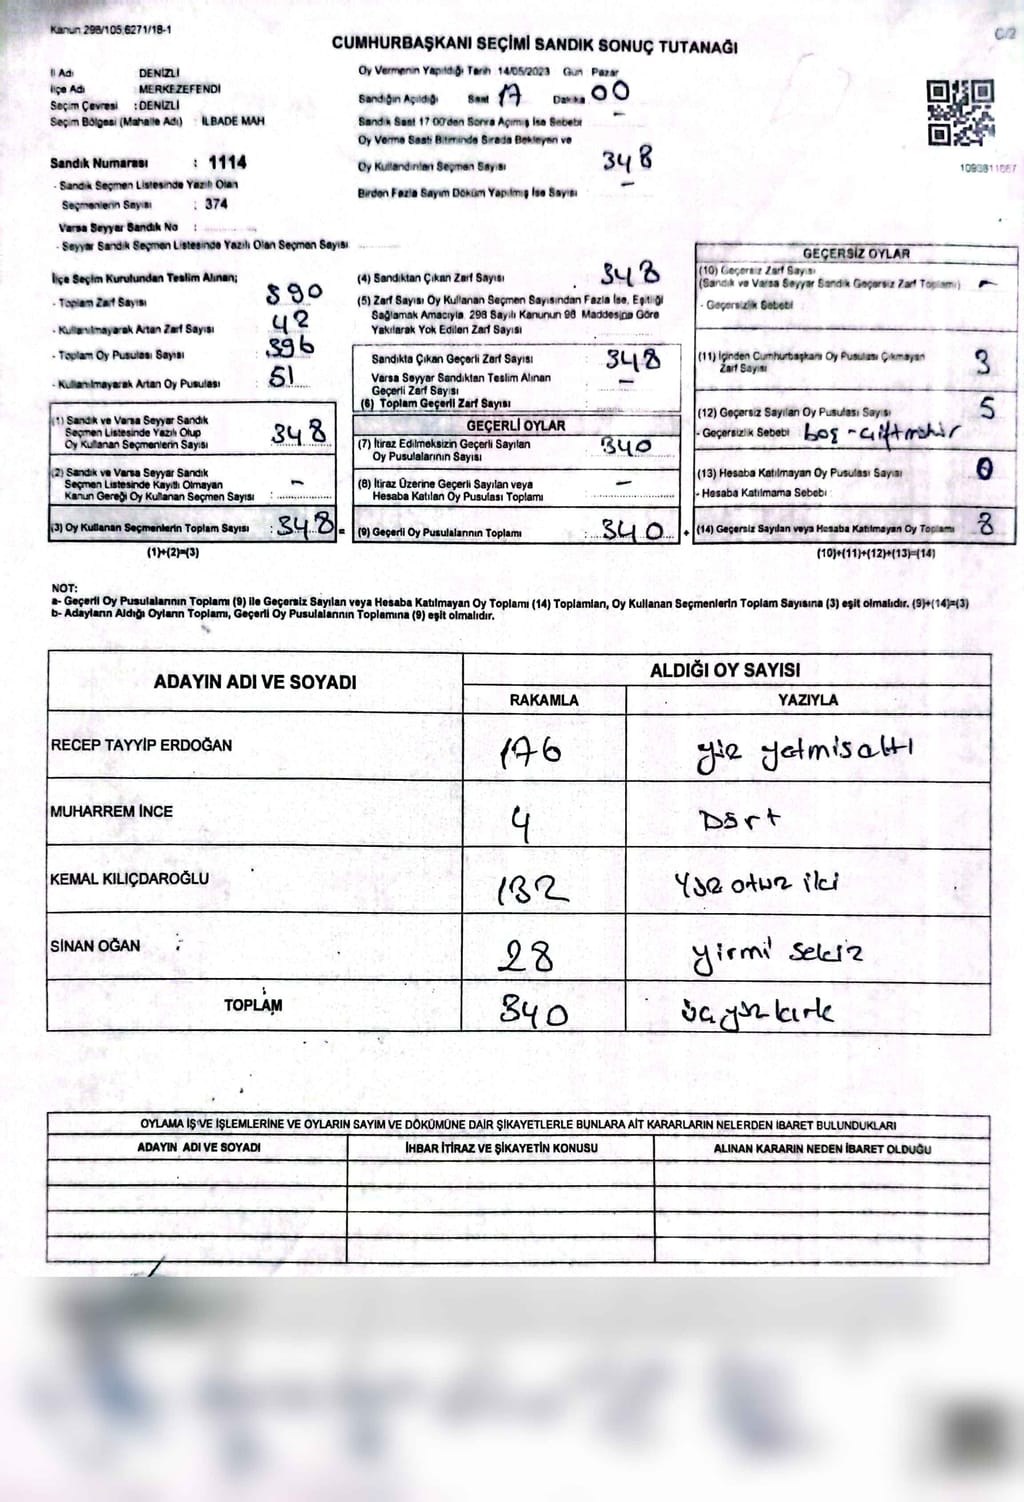 Kanun 298/105.6271/18-1
C/2
CUMHURBAŞKANI SEÇİMİ SANDIK SONUÇ TUTANAĞI
İl Adı DENİZLİ
İlçe Adı : MERKEZEFENDİ
Seçim Çevresi : DENİZLİ
Seçim Bölgesi (Mahalle Adı) : İLBADE MAH
Sandık Numarası : 1114
- Sandık Seçmen Listesinde Yazılı Olan
Seçmenlerin Sayısı : 374
Varsa Seyyar Sandık No :
- Seyyar Sandık Seçmen Listesinde Yazılı Olan Seçmen Sayısı
Oy Vermenin Yapıldığı Tarih 14/05/2023 Gün Pazar
Sandığın Açıldığı Saat 17 Dakika 00
Sandık Saat 17:00'den Sonra Açılmış İse Sebebi –
Oy Verme Saati Bitiminde Sırada Bekleyen ve
Oy Kullandırılan Seçmen Sayısı 348
Birden Fazla Sayım Döküm Yapılmış İse Sayısı –
İlçe Seçim Kurulundan Teslim Alınan;
- Toplam Zarf Sayısı 390
- Kullanılmayarak Artan Zarf Sayısı : 42
- Toplam Oy Pusulası Sayısı 396
- Kullanılmayarak Artan Oy Pusulası : 51
(1) Sandık ve Varsa Seyyar Sandık
Seçmen Listesinde Yazılı Olup
Oy Kullanan Seçmenlerin Sayısı : 348
(2) Sandık ve Varsa Seyyar Sandık
Seçmen Listesinde Kayıtlı Olmayan –
Kanun Gereği Oy Kullanan Seçmen Sayısı :
(3) Oy Kullanan Seçmenlerin Toplam Sayısı : 348 =
(1)+(2)=(3)
(4) Sandıktan Çıkan Zarf Sayısı 348
(5) Zarf Sayısı Oy Kullanan Seçmen Sayısından Fazla İse, Eşitliği
Sağlamak Amacıyla 298 Sayılı Kanunun 98 Maddesine Göre
Yakılarak Yok Edilen Zarf Sayısı
Sandıkta Çıkan Geçerli Zarf Sayısı 348
Varsa Seyyar Sandıktan Teslim Alınan
Geçerli Zarf Sayısı –
(6) Toplam Geçerli Zarf Sayısı
GEÇERLİ OYLAR
(7) İtiraz Edilmeksizin Geçerli Sayılan 340
Oy Pusulalarının Sayısı
(8) İtiraz Üzerine Geçerli Sayılan veya –
Hesaba Katılan Oy Pusulası Toplamı
(9) Geçerli Oy Pusulalarının Toplamı : 340 +
1093811667
GEÇERSİZ OYLAR
(10) Geçersiz Zarf Sayısı
(Sandık ve Varsa Seyyar Sandık Geçersiz Zarf Toplamı) –
- Geçersizlik Sebebi
(11) İçinden Cumhurbaşkanı Oy Pusulası Çıkmayan 3
Zarf Sayısı
(12) Geçersiz Sayılan Oy Pusulası Sayısı 5
- Geçersizlik Sebebi boş - çift mühür
(13) Hesaba Katılmayan Oy Pusulası Sayısı 0
- Hesaba Katılmama Sebebi
(14) Geçersiz Sayılan veya Hesaba Katılmayan Oy Toplamı 8
(10)+(11)+(12)+(13)=(14)
NOT:
a- Geçerli Oy Pusulalarının Toplamı (9) ile Geçersiz Sayılan veya Hesaba Katılmayan Oy Toplamı (14) Toplamları, Oy Kullanan Seçmenlerin Toplam Sayısına (3) eşit olmalıdır. (9)+(14)=(3)
b- Adayların Aldığı Oyların Toplamı, Geçerli Oy Pusulalarının Toplamına (9) eşit olmalıdır.
ADAYIN ADI VE SOYADI
ALDIĞI OY SAYISI
RAKAMLA YAZIYLA
RECEP TAYYİP ERDOĞAN 176 yüz yetmiş altı
MUHARREM İNCE 4 Dört
KEMAL KILIÇDAROĞLU 132 Yüz otuz iki
SİNAN OĞAN 28 yirmi sekiz
TOPLAM 340 üç yüz kırk
OYLAMA İŞ VE İŞLEMLERİNE VE OYLARIN SAYIM VE DÖKÜMÜNE DAİR ŞİKAYETLERLE BUNLARA AİT KARARLARIN NELERDEN İBARET BULUNDUKLARI
ADAYIN ADI VE SOYADI İHBAR İTİRAZ VE ŞİKAYETİN KONUSU ALINAN KARARIN NEDEN İBARET OLDUĞU